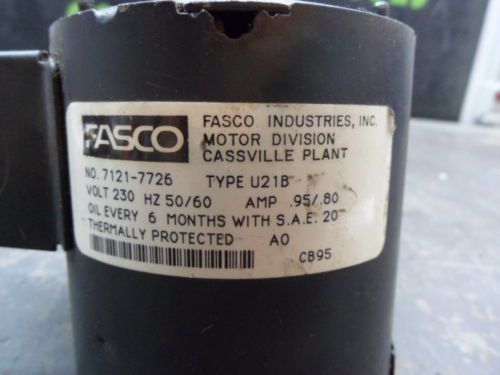 FASCO
FASCO INDUSTRIES, INC.
MOTOR DIVISION
CASSVILLE PLANT
NO. 7121-7726 TYPE U21B
VOLT 230 HZ 50/60 AMP .95/.80
OIL EVERY 6 MONTHS WITH S.A.E. 20
THERMALLY PROTECTED AO
CB95